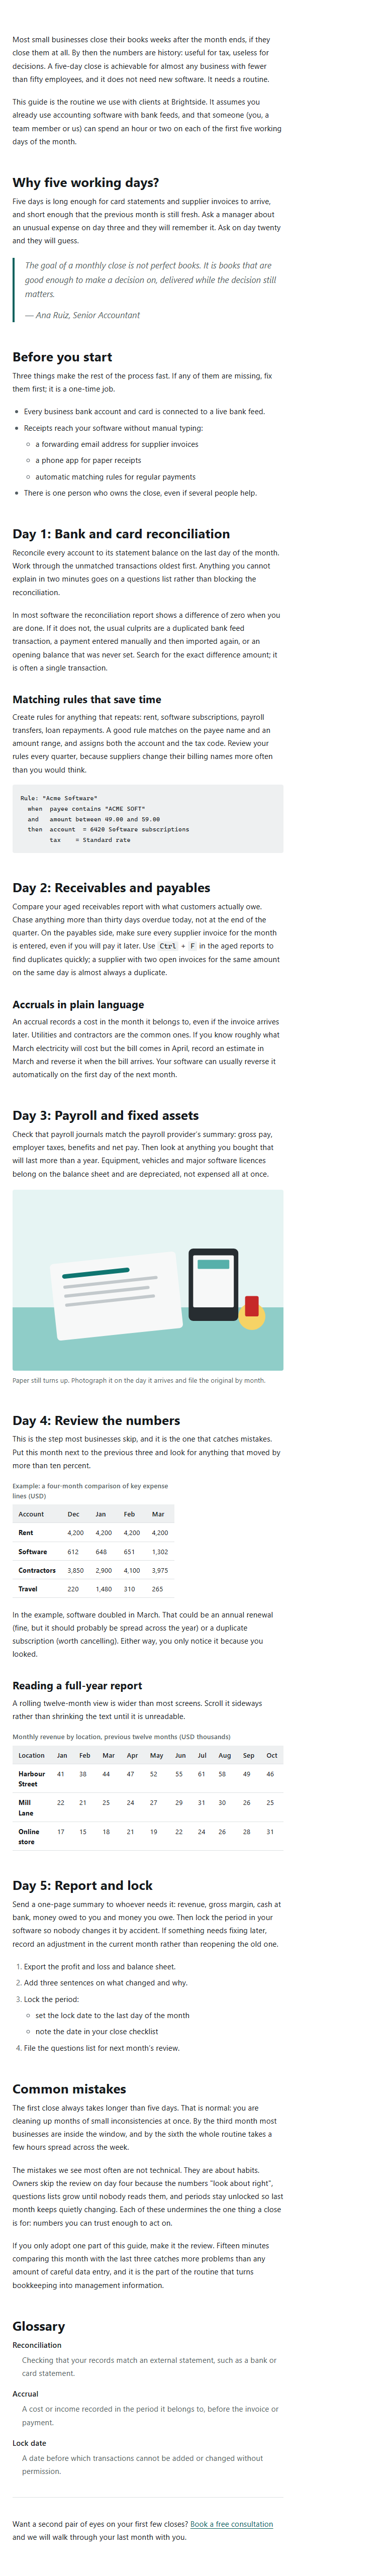 Most small businesses close their books weeks after the month ends, if they
close them at all. By then the numbers are history: useful for tax, useless for
decisions. A five-day close is achievable for almost any business with fewer
than fifty employees, and it does not need new software. It needs a routine.
This guide is the routine we use with clients at Brightside. It assumes you
already use accounting software with bank feeds, and that someone (you, a
team member or us) can spend an hour or two on each of the first five working
days of the month.
Why five working days?
Five days is long enough for card statements and supplier invoices to arrive,
and short enough that the previous month is still fresh. Ask a manager about
an unusual expense on day three and they will remember it. Ask on day twenty
and they will guess.
The goal of a monthly close is not perfect books. It is books that are
good enough to make a decision on, delivered while the decision still
matters.
— Ana Ruiz, Senior Accountant
Before you start
Three things make the rest of the process fast. If any of them are missing, fix
them first; it is a one-time job.
Every business bank account and card is connected to a live bank feed.
Receipts reach your software without manual typing:
a forwarding email address for supplier invoices
a phone app for paper receipts
automatic matching rules for regular payments
There is one person who owns the close, even if several people help.
Day 1: Bank and card reconciliation
Reconcile every account to its statement balance on the last day of the month.
Work through the unmatched transactions oldest first. Anything you cannot
explain in two minutes goes on a questions list rather than blocking the
reconciliation.
In most software the reconciliation report shows a difference of zero when you
are done. If it does not, the usual culprits are a duplicated bank feed
transaction, a payment entered manually and then imported again, or an
opening balance that was never set. Search for the exact difference amount; it
is often a single transaction.
Matching rules that save time
Create rules for anything that repeats: rent, software subscriptions, payroll
transfers, loan repayments. A good rule matches on the payee name and an
amount range, and assigns both the account and the tax code. Review your
rules every quarter, because suppliers change their billing names more often
than you would think.
Rule: "Acme Software"
when payee contains "ACME SOFT"
and amount between 49.00 and 59.00
then account = 6420 Software subscriptions
tax = Standard rate
Day 2: Receivables and payables
Compare your aged receivables report with what customers actually owe.
Chase anything more than thirty days overdue today, not at the end of the
quarter. On the payables side, make sure every supplier invoice for the month
is entered, even if you will pay it later. Use Ctrl + F in the aged reports to
find duplicates quickly; a supplier with two open invoices for the same amount
on the same day is almost always a duplicate.
Accruals in plain language
An accrual records a cost in the month it belongs to, even if the invoice arrives
later. Utilities and contractors are the common ones. If you know roughly what
March electricity will cost but the bill comes in April, record an estimate in
March and reverse it when the bill arrives. Your software can usually reverse it
automatically on the first day of the next month.
Day 3: Payroll and fixed assets
Check that payroll journals match the payroll provider's summary: gross pay,
employer taxes, benefits and net pay. Then look at anything you bought that
will last more than a year. Equipment, vehicles and major software licences
belong on the balance sheet and are depreciated, not expensed all at once.
Paper still turns up. Photograph it on the day it arrives and file the original by month.
Day 4: Review the numbers
This is the step most businesses skip, and it is the one that catches mistakes.
Put this month next to the previous three and look for anything that moved by
more than ten percent.
Example: a four-month comparison of key expense
lines (USD)
Account Dec Jan Feb Mar
Rent 4,200 4,200 4,200 4,200
Software 612 648 651 1,302
Contractors 3,850 2,900 4,100 3,975
Travel 220 1,480 310 265
In the example, software doubled in March. That could be an annual renewal
(fine, but it should probably be spread across the year) or a duplicate
subscription (worth cancelling). Either way, you only notice it because you
looked.
Reading a full-year report
A rolling twelve-month view is wider than most screens. Scroll it sideways
rather than shrinking the text until it is unreadable.
Monthly revenue by location, previous twelve months (USD thousands)
Location Jan Feb Mar Apr May Jun Jul Aug Sep Oct
Harbour 41 38 44 47 52 55 61 58 49 46
Street
Mill 22 21 25 24 27 29 31 30 26 25
Lane
Online 17 15 18 21 19 22 24 26 28 31
store
Day 5: Report and lock
Send a one-page summary to whoever needs it: revenue, gross margin, cash at
bank, money owed to you and money you owe. Then lock the period in your
software so nobody changes it by accident. If something needs fixing later,
record an adjustment in the current month rather than reopening the old one.
1. Export the profit and loss and balance sheet.
2. Add three sentences on what changed and why.
3. Lock the period:
set the lock date to the last day of the month
note the date in your close checklist
4. File the questions list for next month's review.
Common mistakes
The first close always takes longer than five days. That is normal: you are
cleaning up months of small inconsistencies at once. By the third month most
businesses are inside the window, and by the sixth the whole routine takes a
few hours spread across the week.
The mistakes we see most often are not technical. They are about habits.
Owners skip the review on day four because the numbers "look about right",
questions lists grow until nobody reads them, and periods stay unlocked so last
month keeps quietly changing. Each of these undermines the one thing a close
is for: numbers you can trust enough to act on.
If you only adopt one part of this guide, make it the review. Fifteen minutes
comparing this month with the last three catches more problems than any
amount of careful data entry, and it is the part of the routine that turns
bookkeeping into management information.
Glossary
Reconciliation
Checking that your records match an external statement, such as a bank or
card statement.
Accrual
A cost or income recorded in the period it belongs to, before the invoice or
payment.
Lock date
A date before which transactions cannot be added or changed without
permission.
Want a second pair of eyes on your first few closes? Book a free consultation
and we will walk through your last month with you.